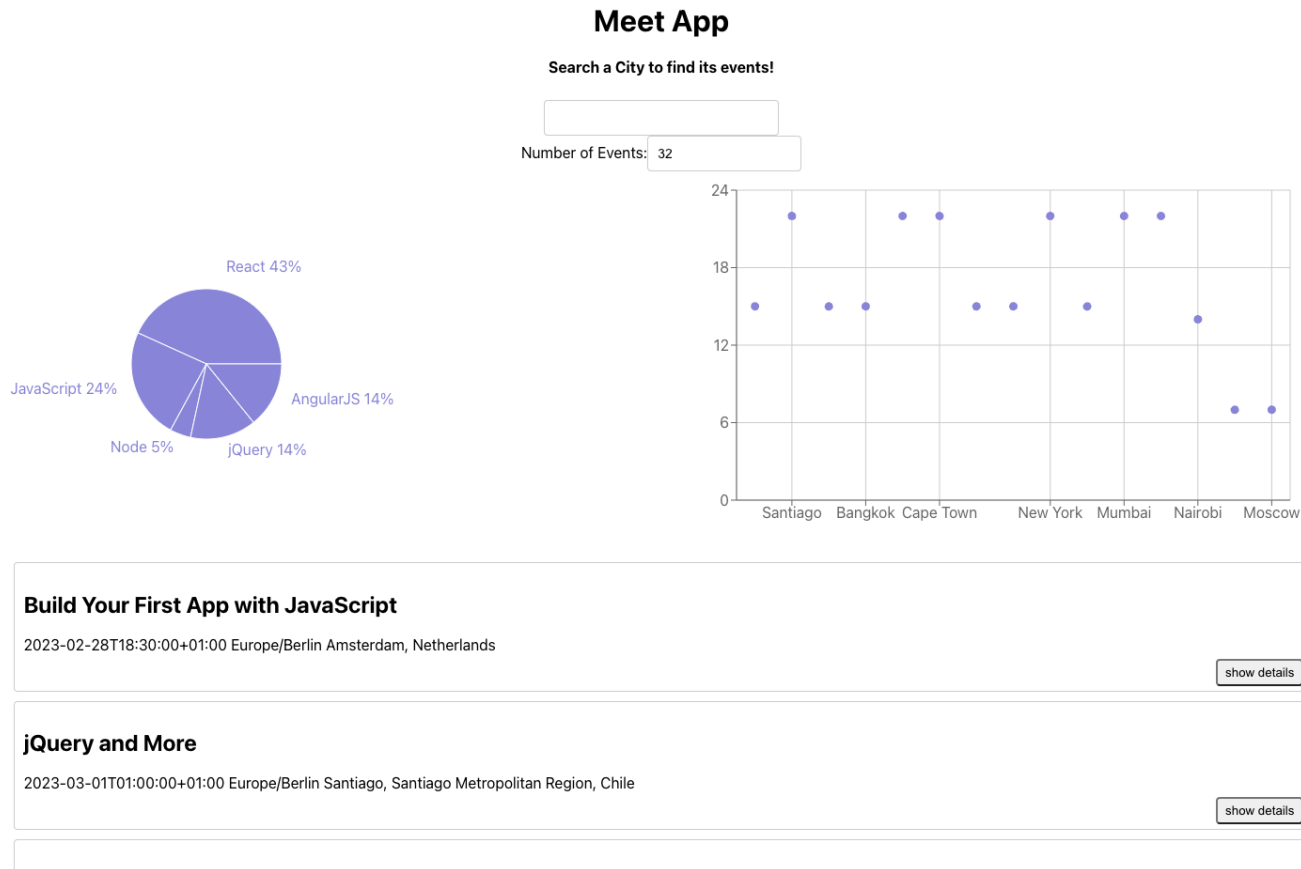 Meet App
Search a City to find its events!
Number of Events: 32
React 43%
JavaScript 24%
AngularJS 14%
Node 5%
jQuery 14%
24
18
12
6
0
Santiago Bangkok Cape Town New York Mumbai Nairobi Moscow
Build Your First App with JavaScript
2023-02-28T18:30:00+01:00 Europe/Berlin Amsterdam, Netherlands
show details
jQuery and More
2023-03-01T01:00:00+01:00 Europe/Berlin Santiago, Santiago Metropolitan Region, Chile
show details